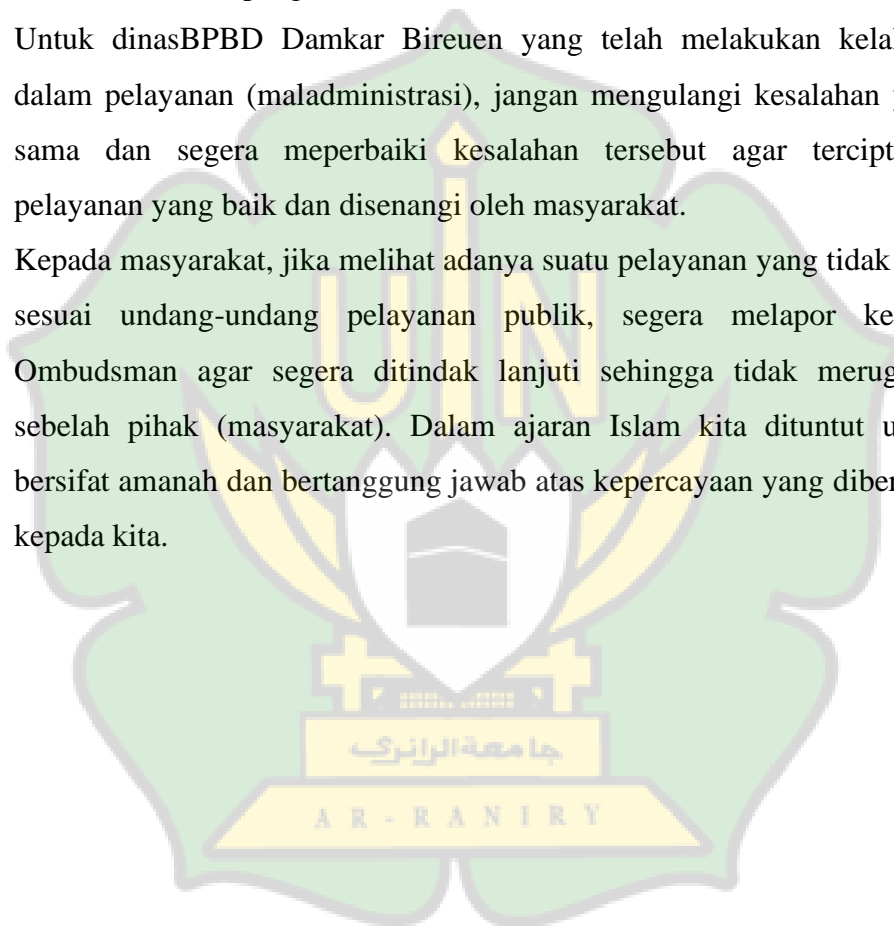 Untuk dinasBPBD Damkar Bireuen yang telah melakukan
dalam pelayanan (maladministrasi), jangan mengulangi kesalahan
sama dan segera meperbaiki kesalahan tersebut agar
pelayanan yang baik dan disenangi oleh masyarakat.
Kepada masyarakat, jika melihat adanya suatu pelayanan yang tidak
sesuai undang-undang pelayanan publik, segera melapor
Ombudsman agar segera ditindak lanjuti sehingga tidak
sebelah pihak (masyarakat). Dalam ajaran Islam kita dituntut
bersifat amanah dan bertanggung jawab atas kepercayaan yang
kepada kita.
UIN
جامعةالرانري
AR-RANIRY